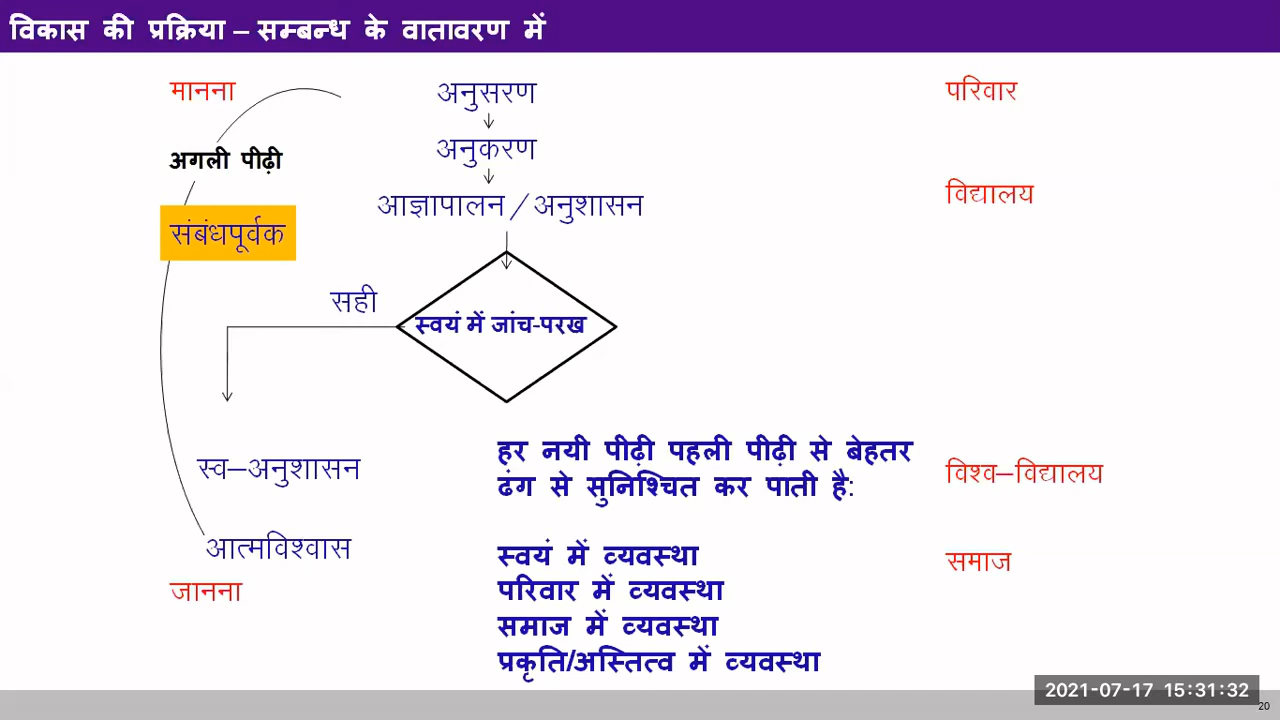 विकास की प्रक्रिया – सम्बन्ध के वातावरण में
मानना
अनुसरण
परिवार
अनुकरण
अगली पीढ़ी
विद्यालय
आज्ञापालन / अनुशासन
संबंधपूर्वक
सही
स्वयं में जांच-परख
हर नयी पीढ़ी पहली पीढ़ी से बेहतर
स्व–अनुशासन
विश्व–विद्यालय
ढंग से सुनिश्चित कर पाती है:
आत्मविश्वास
स्वयं में व्यवस्था
समाज
जानना
परिवार में व्यवस्था
समाज में व्यवस्था
प्रकृति/अस्तित्व में व्यवस्था
2021-07-17 15:31:32
20